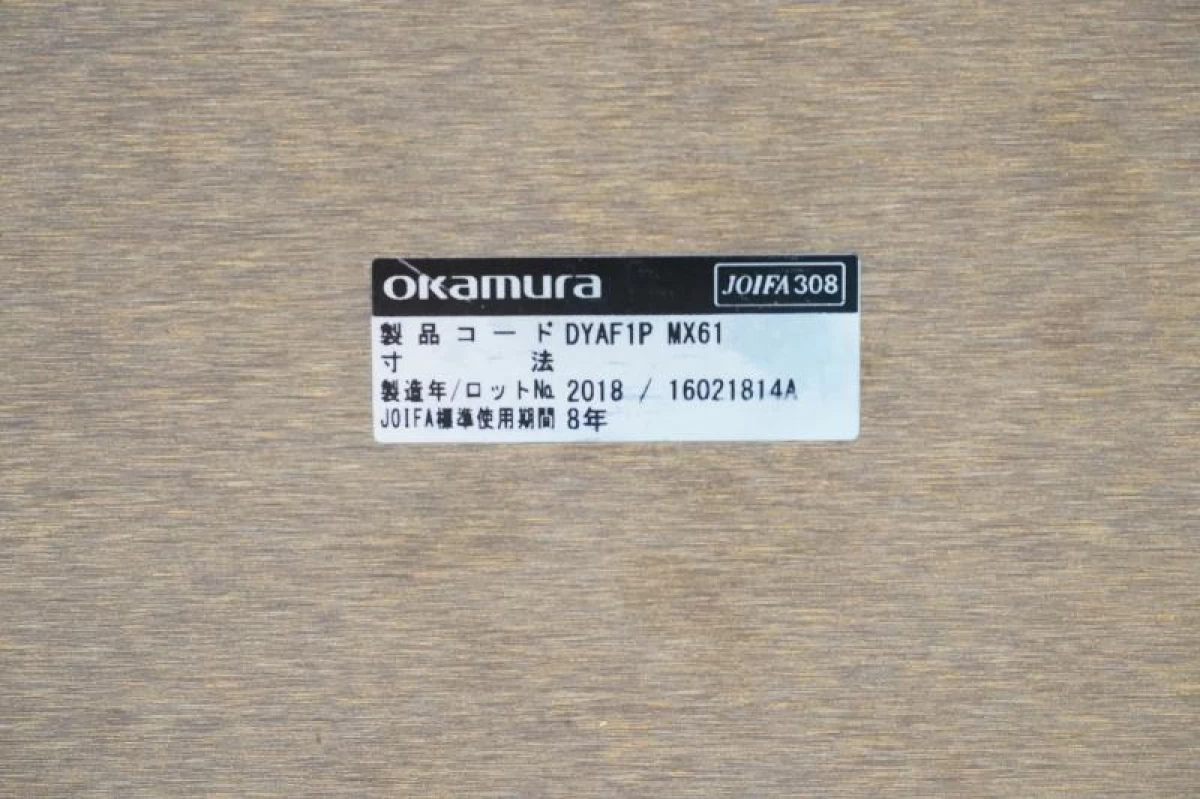 okamura JOIFA308
製品コード DYAF1P MX61
寸法
製造年/ロットNo. 2018 / 16021814A
JOIFA標準使用期間 8年